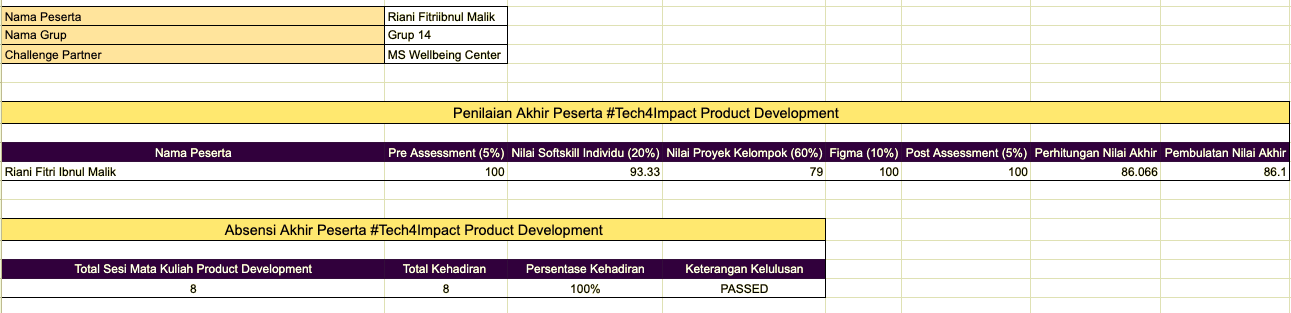 Nama Peserta Riani Fitriibnul Malik
Nama Grup Grup 14
Challenge Partner MS Wellbeing Center
Penilaian Akhir Peserta #Tech4Impact Product Development
Nama Peserta Pre Assessment (5%) Nilai Softskill Individu (20%) Nilai Proyek Kelompok (60%) Figma (10%) Post Assessment (5%) Perhitungan Nilai Akhir Pembulatan Nilai Akhir
Riani Fitri Ibnul Malik 100 93.33 79 100 100 86.066 86.1
Absensi Akhir Peserta #Tech4Impact Product Development
Total Sesi Mata Kuliah Product Development Total Kehadiran Persentase Kehadiran Keterangan Kelulusan
8 8 100% PASSED